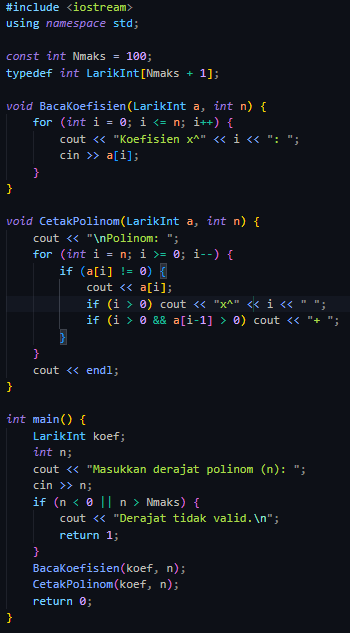 #include <iostream>
using namespace std;

const int Nmaks = 100;
typedef int LarikInt[Nmaks + 1];

void BacaKoefisien(LarikInt a, int n) {
    for (int i = 0; i <= n; i++) {
        cout << "Koefisien x^" << i << ": ";
        cin >> a[i];
    }
}

void CetakPolinom(LarikInt a, int n) {
    cout << "\nPolinom: ";
    for (int i = n; i >= 0; i--) {
        if (a[i] != 0) {
            cout << a[i];
            if (i > 0) cout << "x^" << i << " ";
            if (i > 0 && a[i-1] > 0) cout << "+ ";
        }
    }
    cout << endl;
}

int main() {
    LarikInt koef;
    int n;
    cout << "Masukkan derajat polinom (n): ";
    cin >> n;
    if (n < 0 || n > Nmaks) {
        cout << "Derajat tidak valid.\n";
        return 1;
    }
    BacaKoefisien(koef, n);
    CetakPolinom(koef, n);
    return 0;
}